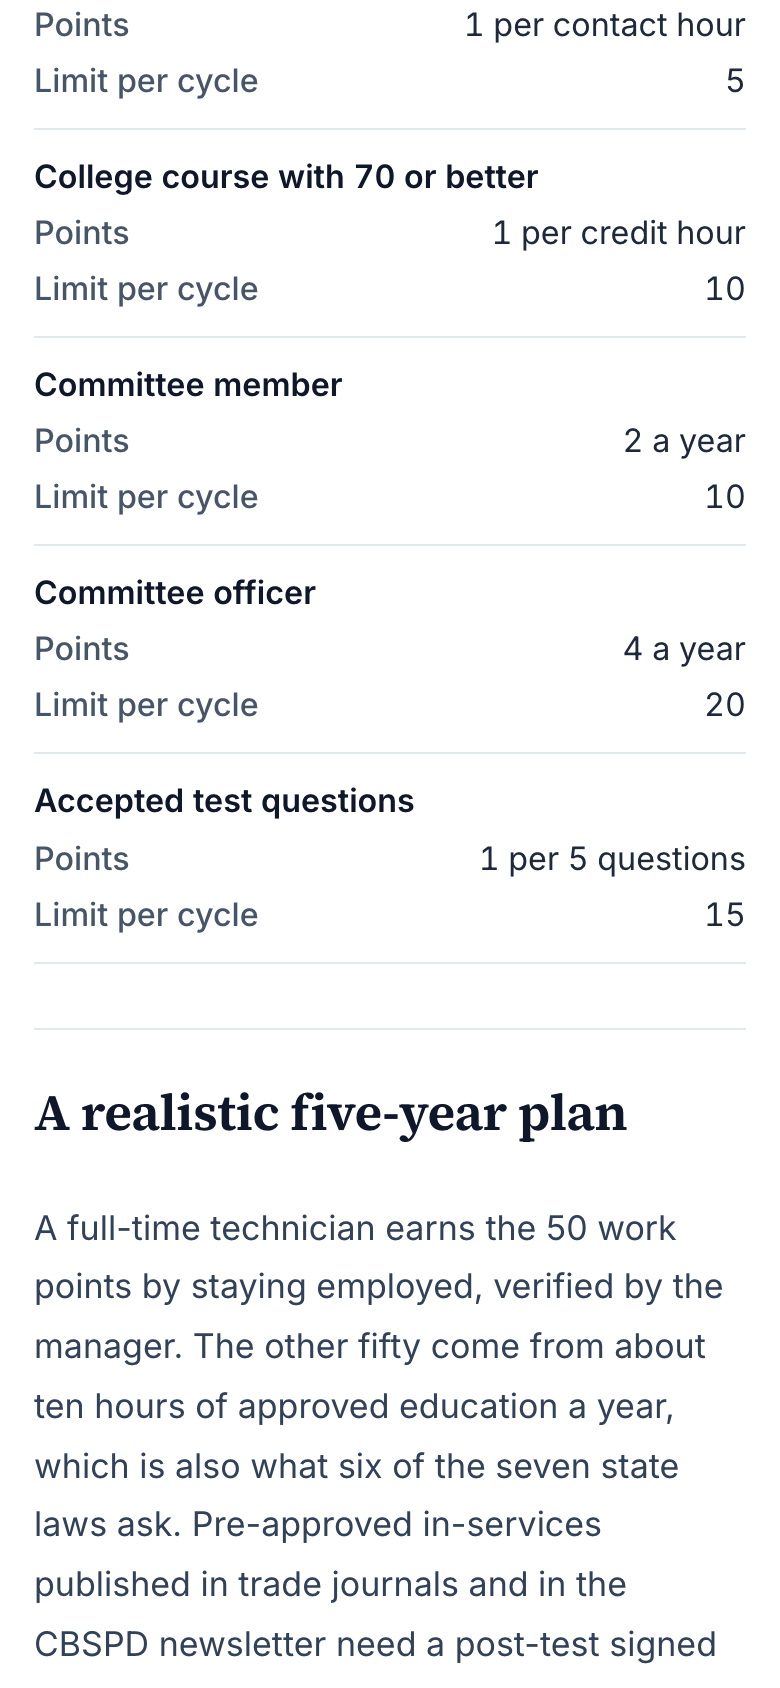 Points 1 per contact hour
Limit per cycle 5
College course with 70 or better
Points 1 per credit hour
Limit per cycle 10
Committee member
Points 2 a year
Limit per cycle 10
Committee officer
Points 4 a year
Limit per cycle 20
Accepted test questions
Points 1 per 5 questions
Limit per cycle 15
A realistic five-year plan
A full-time technician earns the 50 work
points by staying employed, verified by the
manager. The other fifty come from about
ten hours of approved education a year,
which is also what six of the seven state
laws ask. Pre-approved in-services
published in trade journals and in the
CBSPD newsletter need a post-test signed